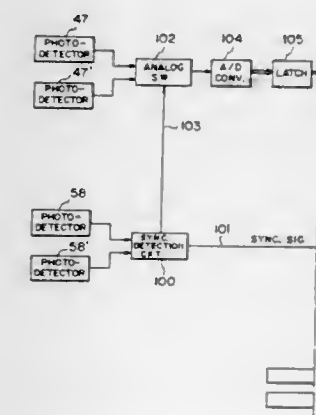 47
102
104
105
PHOTO-
DETECTOR
ANALOG
SW
A/D
CONV.
LATCH
47'
PHOTO-
DETECTOR
103
58
PHOTO-
DETECTOR
58'
PHOTO-
DETECTOR
SYNC
DETECTION
CKT
100
101
SYNC. SIG